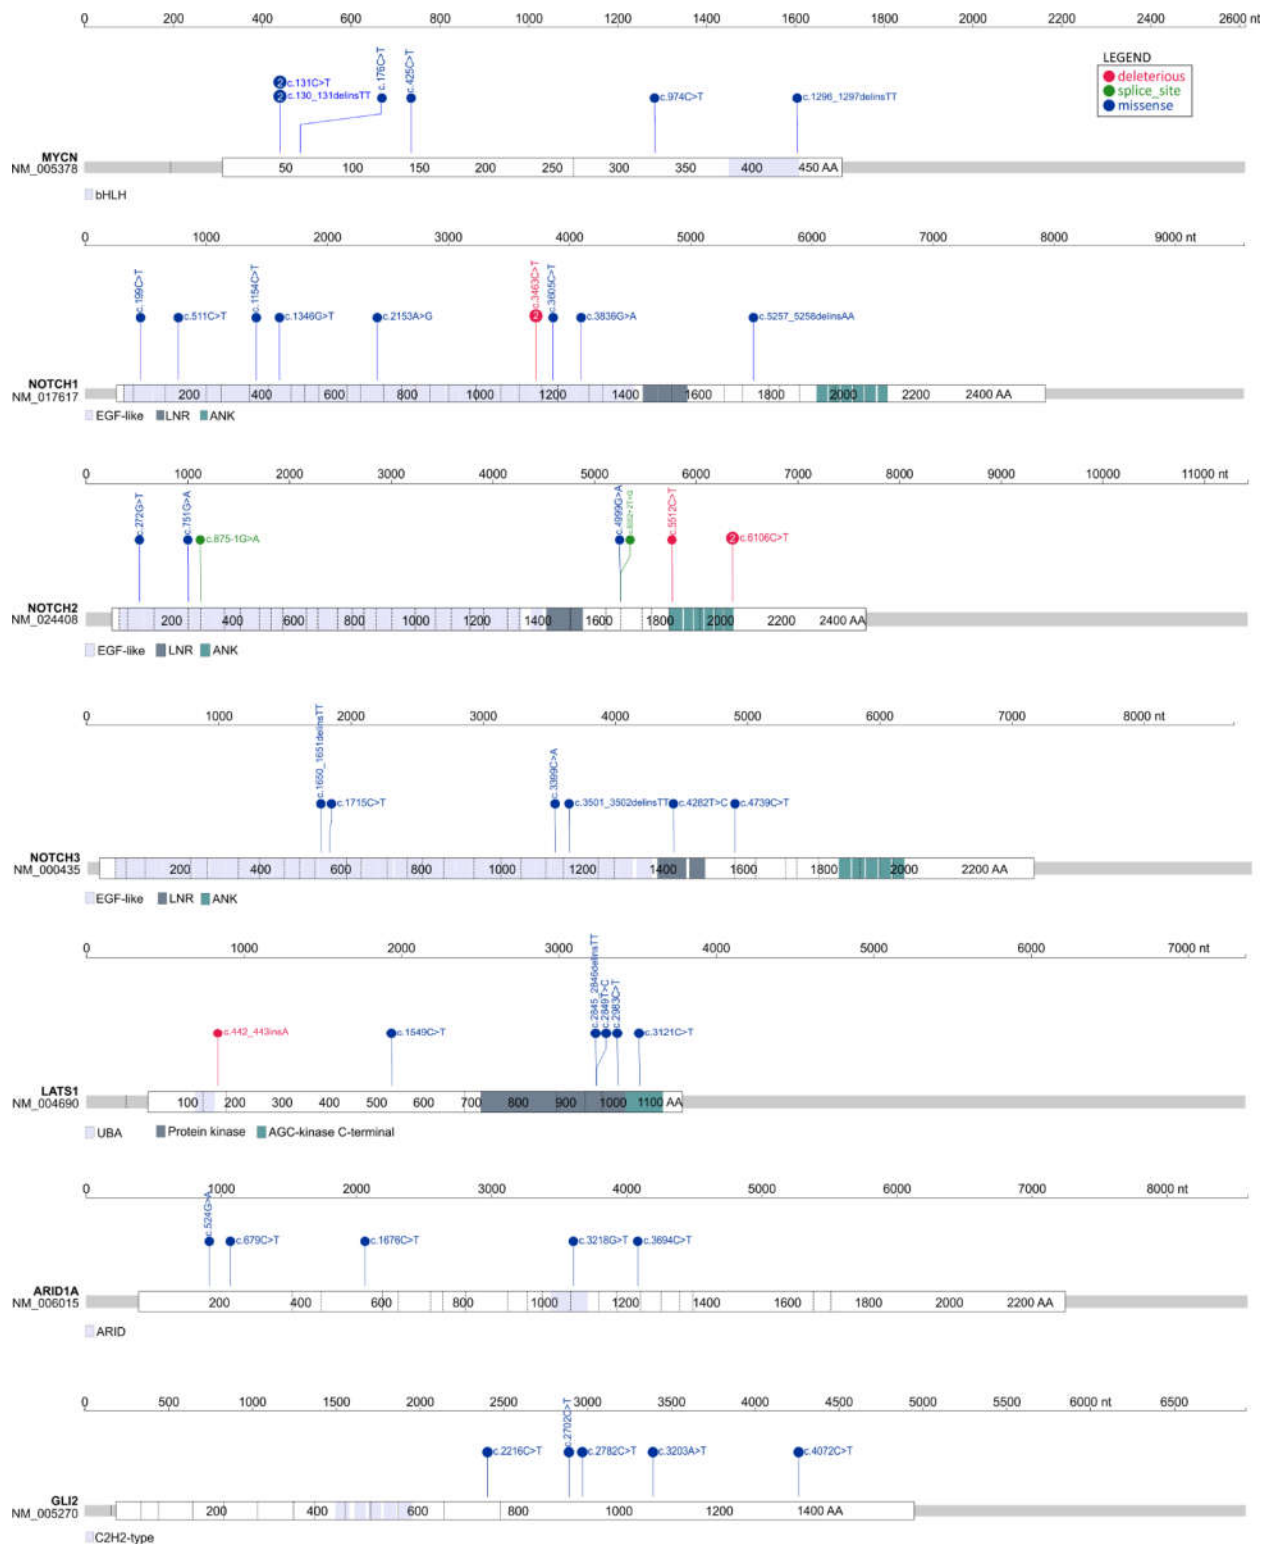 0 200 400 600 800 1000 1200 1400 1600 1800 2000 2200 2400 2600 nt
LEGEND
deleterious
splice_site
missense
c.176C>T
c.425C>T
2 c.131C>T
2 c.130_131delinsTT
c.974C>T
c.1296_1297delinsTT
MYCN
NM_005378
50 100 150 200 250 300 350 400 450 AA
bHLH
0 1000 2000 3000 4000 5000 6000 7000 8000 9000 nt
c.199C>T
c.511C>T
c.1154C>T
c.1346G>T
c.2153A>G
2 c.3463C>T
c.3605C>T
c.3836G>A
c.5257_5258delinsAA
NOTCH1
NM_017617
200 400 600 800 1000 1200 1400 1600 1800 2000 2200 2400 AA
EGF-like LNR ANK
0 1000 2000 3000 4000 5000 6000 7000 8000 9000 10000 11000 nt
c.272G>T
c.751G>A
c.875-1G>A
c.4999G>A
c.5512C>T
2 c.6106C>T
NOTCH2
NM_024408
200 400 600 800 1000 1200 1400 1600 1800 2000 2200 2400 AA
EGF-like LNR ANK
0 1000 2000 3000 4000 5000 6000 7000 8000 nt
c.1650_1651delinsTT
c.1715C>T
c.3399C>A
c.3501_3502delinsTT
c.4282T>C
c.4739C>T
NOTCH3
NM_000435
200 400 600 800 1000 1200 1400 1600 1800 2000 2200 AA
EGF-like LNR ANK
0 1000 2000 3000 4000 5000 6000 7000 nt
c.442_443insA
c.1549C>T
c.2845_2846delinsTT
c.2849T>C
c.2983C>T
c.3121C>T
LATS1
NM_004690
100 200 300 400 500 600 700 800 900 1000 1100 AA
UBA Protein kinase AGC-kinase C-terminal
0 1000 2000 3000 4000 5000 6000 7000 8000 nt
c.524G>A
c.679C>T
c.1676C>T
c.3218G>T
c.3694C>T
ARID1A
NM_006015
200 400 600 800 1000 1200 1400 1600 1800 2000 2200 AA
ARID
0 500 1000 1500 2000 2500 3000 3500 4000 4500 5000 5500 6000 nt 6500
c.2216C>T
c.2702C>T
c.2782C>T
c.3203A>T
c.4072C>T
GLI2
NM_005270
200 400 600 800 1000 1200 1400 AA
C2H2-type